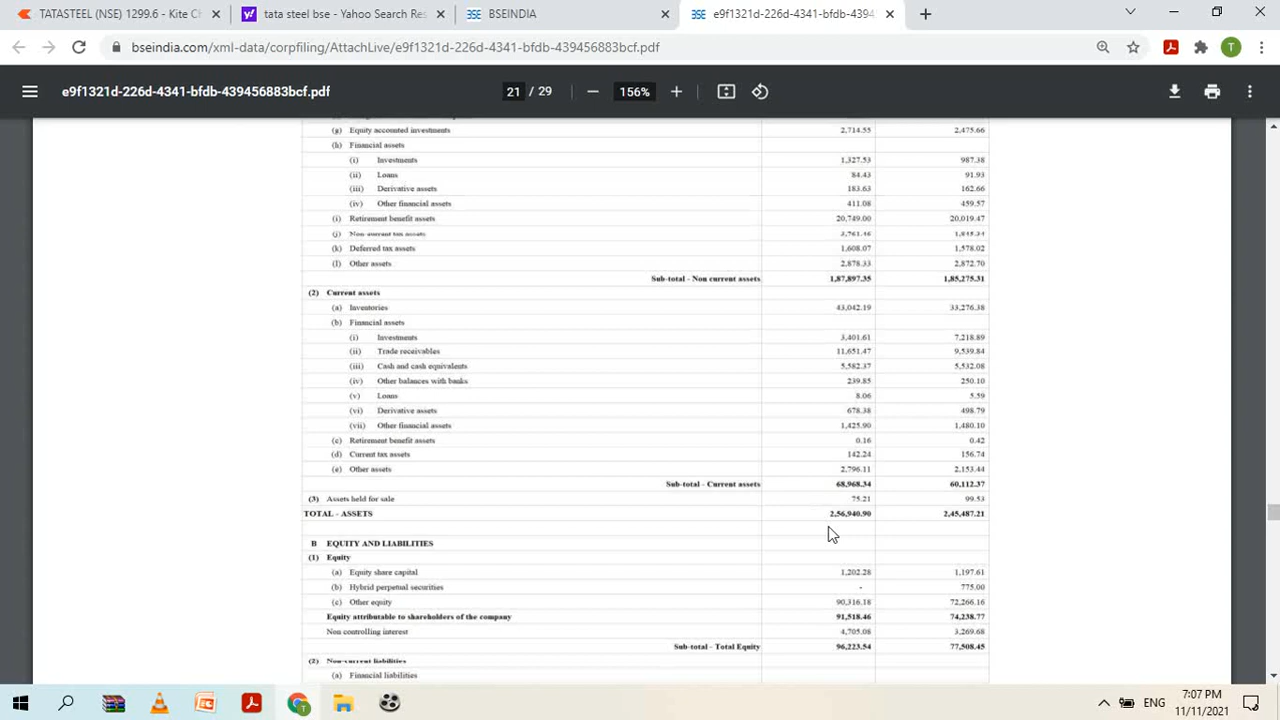 TATASTEEL (NSE) 1299.6 - Kite C
tata steel - Yahoo Search Res
BSEINDIA
e9f1321d-226d-4341-bfdb-4394
bseindia.com/xml-data/corpfiling/AttachLive/e9f1321d-226d-4341-bfdb-439456883bcf.pdf
T
e9f1321d-226d-4341-bfdb-439456883bcf.pdf
21 / 29
156%
(g) Equity accounted investments 2,714.55 2,475.66
(h) Financial assets
(i) Investments 1,327.53 987.38
(ii) Loans 84.43 91.93
(iii) Derivative assets 183.63 162.66
(iv) Other financial assets 411.08 459.57
(i) Retirement benefit assets 20,749.00 20,019.47
(j) Non-current tax assets 3,761.46
(k) Deferred tax assets 1,608.07 1,578.02
(l) Other assets 2,878.33 2,872.70
Sub-total - Non current assets 1,87,897.35 1,85,275.31
(2) Current assets
(a) Inventories 43,042.19 33,276.38
(b) Financial assets
(i) Investments 3,401.61 7,218.89
(ii) Trade receivables 11,651.47 9,539.84
(iii) Cash and cash equivalents 5,582.37 5,532.08
(iv) Other balances with banks 239.85 250.10
(v) Loans 8.06 5.59
(vi) Derivative assets 678.38 498.79
(vii) Other financial assets 1,425.90 1,480.10
(c) Retirement benefit assets 0.16 0.42
(d) Current tax assets 142.24 156.74
(e) Other assets 2,796.11 2,153.44
Sub-total - Current assets 68,968.34 60,112.37
(3) Assets held for sale 75.21 99.53
TOTAL - ASSETS 2,56,940.90 2,45,487.21
B EQUITY AND LIABILITIES
(1) Equity
(a) Equity share capital 1,202.28 1,197.61
(b) Hybrid perpetual securities - 775.00
(c) Other equity 90,316.18 72,266.16
Equity attributable to shareholders of the company 91,518.46 74,238.77
Non controlling interest 4,705.08 3,269.68
Sub-total - Total Equity 96,223.54 77,508.45
(2) Non-current liabilities
(a) Financial liabilities
ENG
7:07 PM
11/11/2021